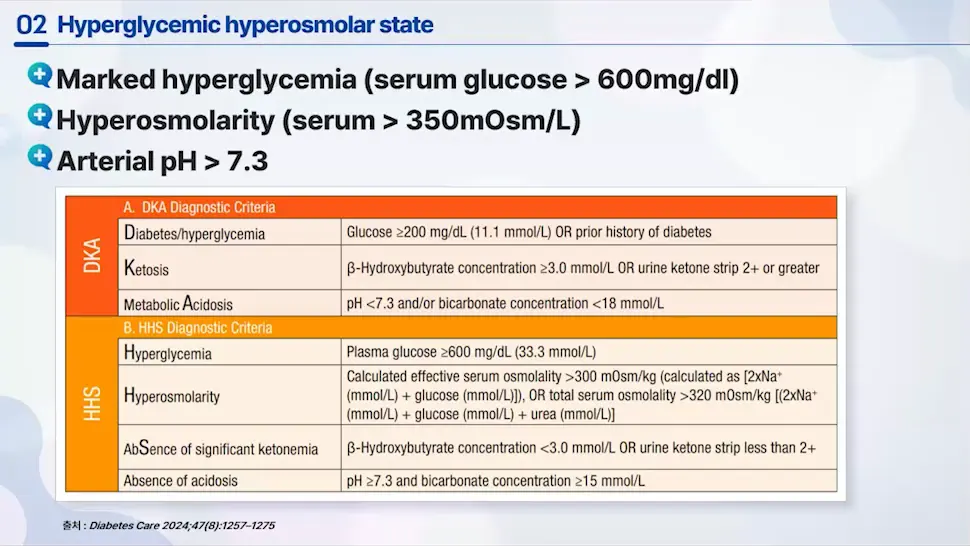 02 Hyperglycemic hyperosmolar state
Marked hyperglycemia (serum glucose > 600mg/dl)
Hyperosmolarity (serum > 350mOsm/L)
Arterial pH > 7.3
DKA
A. DKA Diagnostic Criteria
Diabetes/hyperglycemia
Glucose ≥200 mg/dL (11.1 mmol/L) OR prior history of diabetes
Ketosis
β-Hydroxybutyrate concentration ≥3.0 mmol/L OR urine ketone strip 2+ or greater
Metabolic Acidosis
pH <7.3 and/or bicarbonate concentration <18 mmol/L
HHS
B. HHS Diagnostic Criteria
Hyperglycemia
Plasma glucose ≥600 mg/dL (33.3 mmol/L)
Hyperosmolarity
Calculated effective serum osmolality >300 mOsm/kg (calculated as [2xNa⁺
(mmol/L) + glucose (mmol/L)]), OR total serum osmolality >320 mOsm/kg [(2xNa⁺
(mmol/L) + glucose (mmol/L) + urea (mmol/L)]
AbSence of significant ketonemia
β-Hydroxybutyrate concentration <3.0 mmol/L OR urine ketone strip less than 2+
Absence of acidosis
pH ≥7.3 and bicarbonate concentration ≥15 mmol/L
출처 : Diabetes Care 2024;47(8):1257–1275